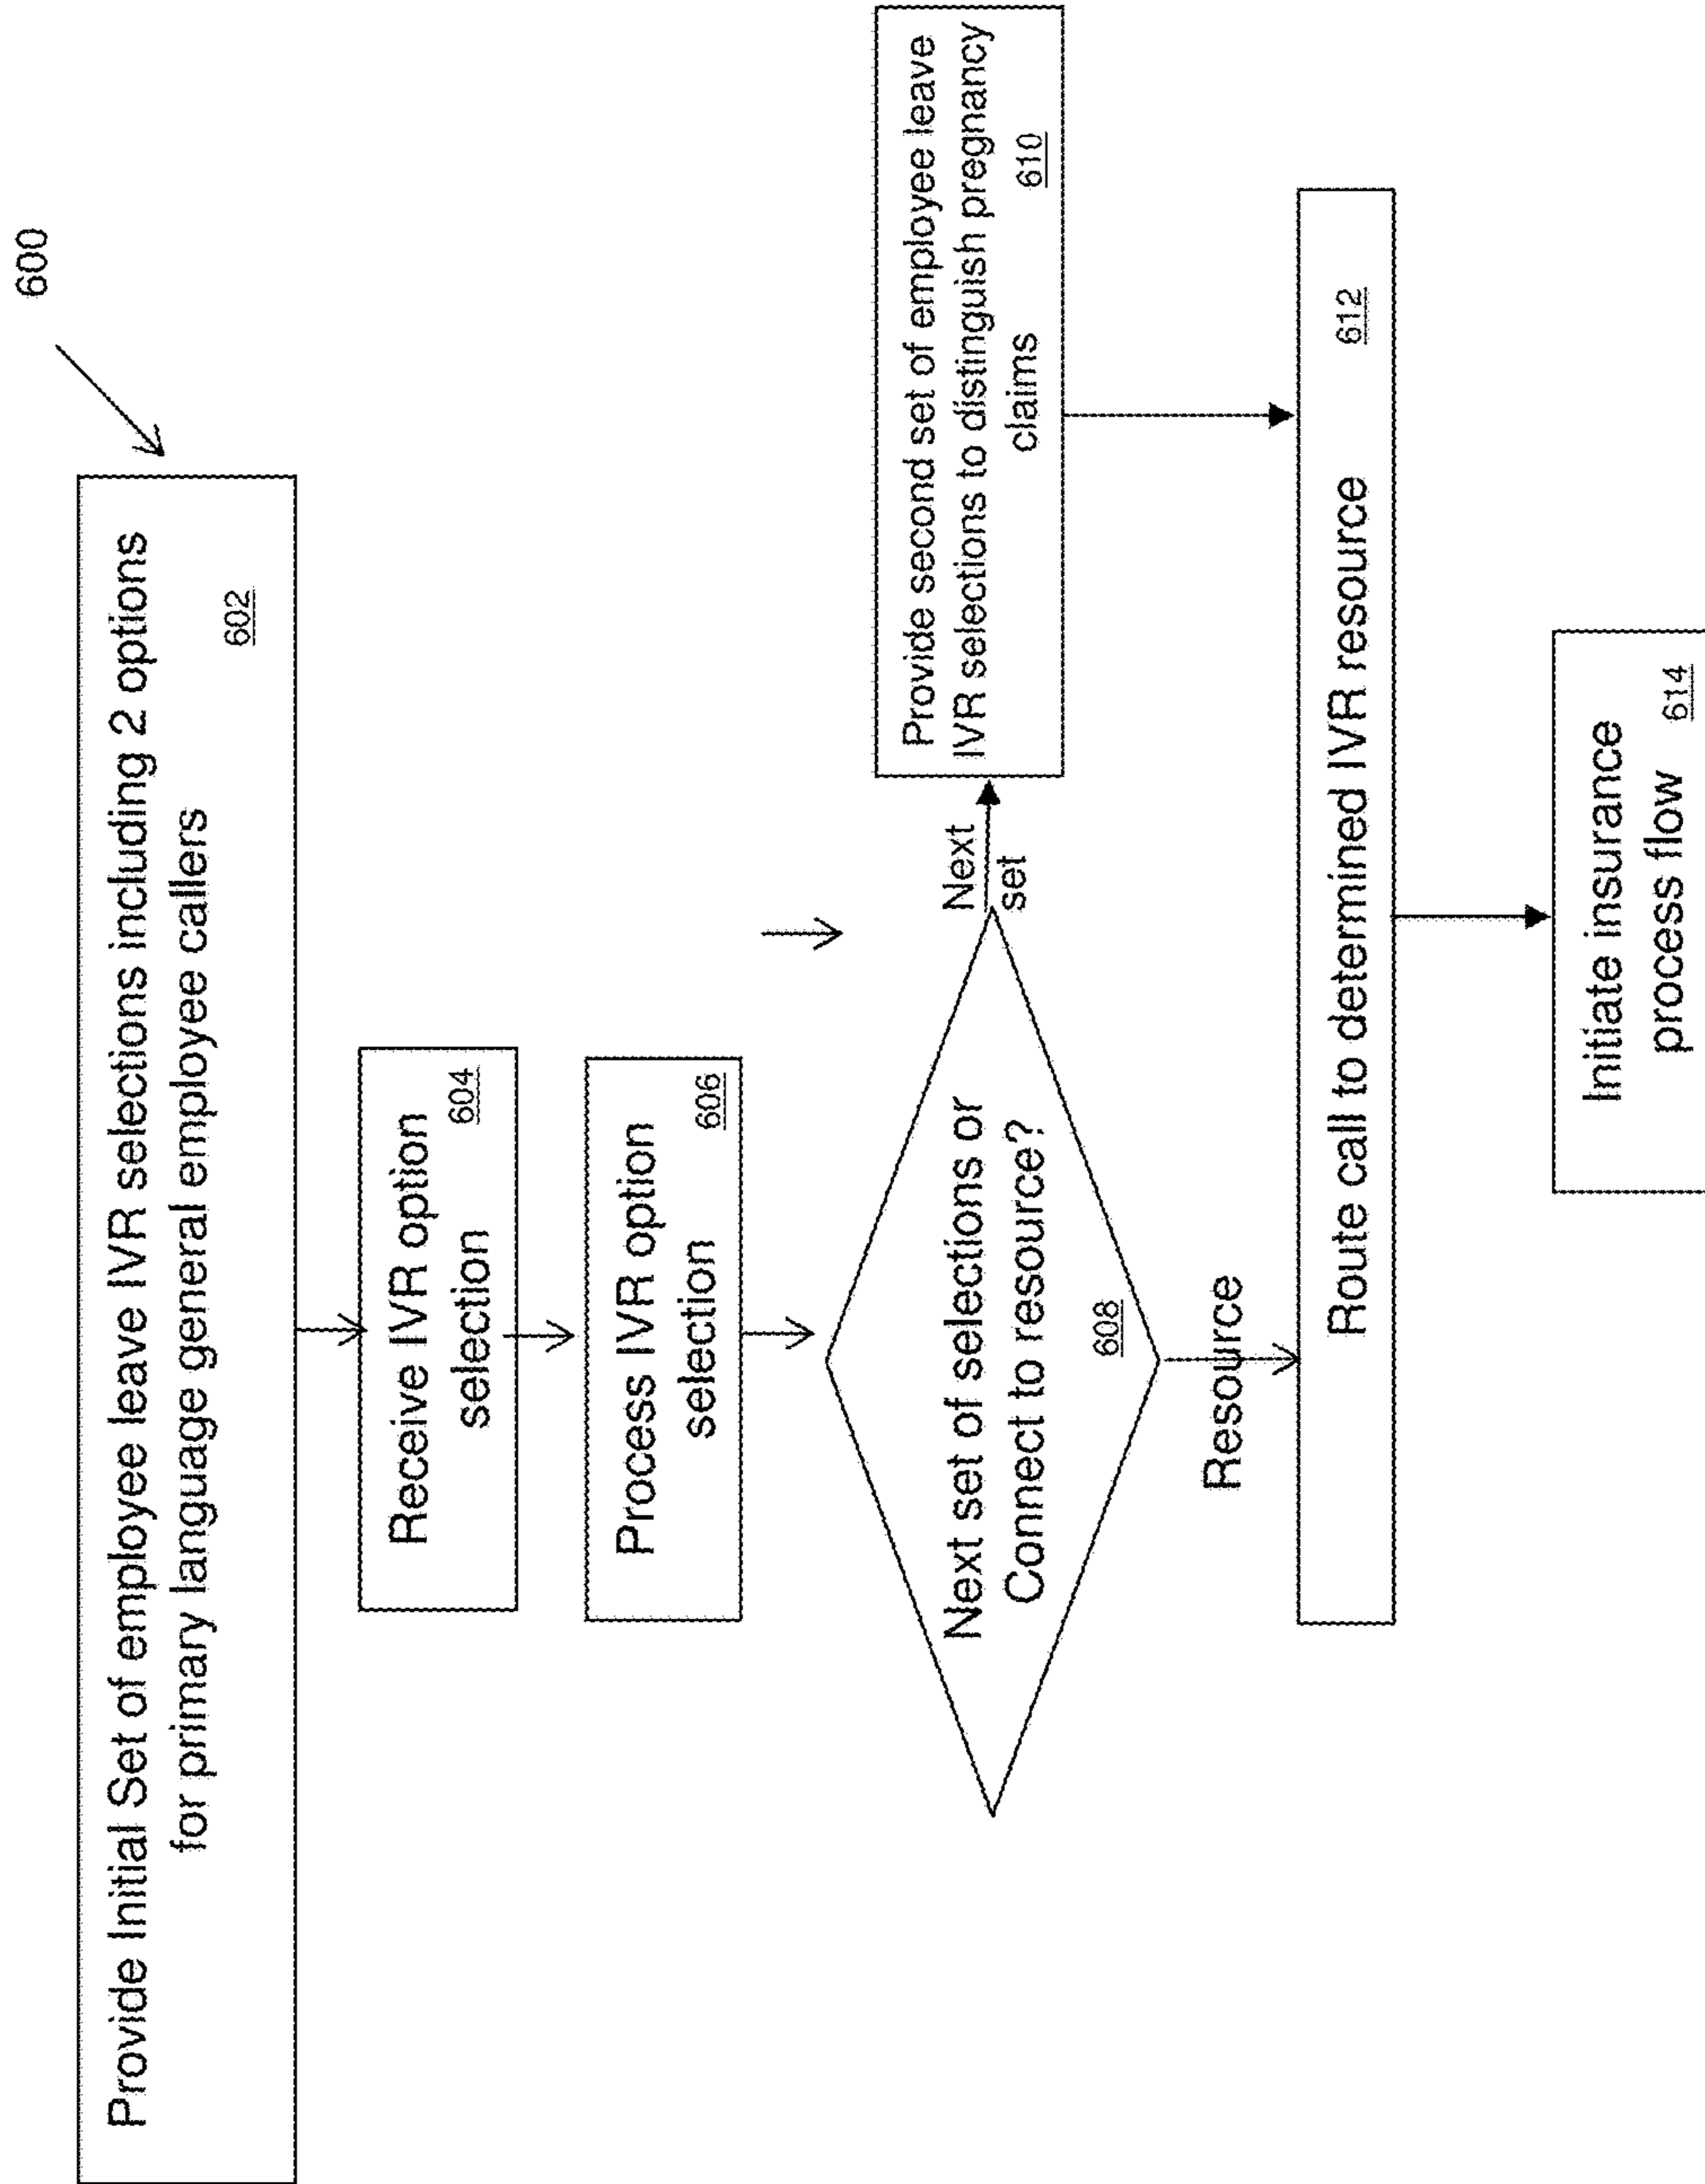 600
Provide Initial Set of employee leave IVR selections including 2 options
for primary language general employee callers
602
Receive IVR option
selection
604
Process IVR option
selection
606
Next set of selections or
Connect to resource?
608
Next
set
Provide second set of employee leave
IVR selections to distinguish pregnancy
claims
610
Resource
Route call to determined IVR resource
612
Initiate insurance
process flow
614